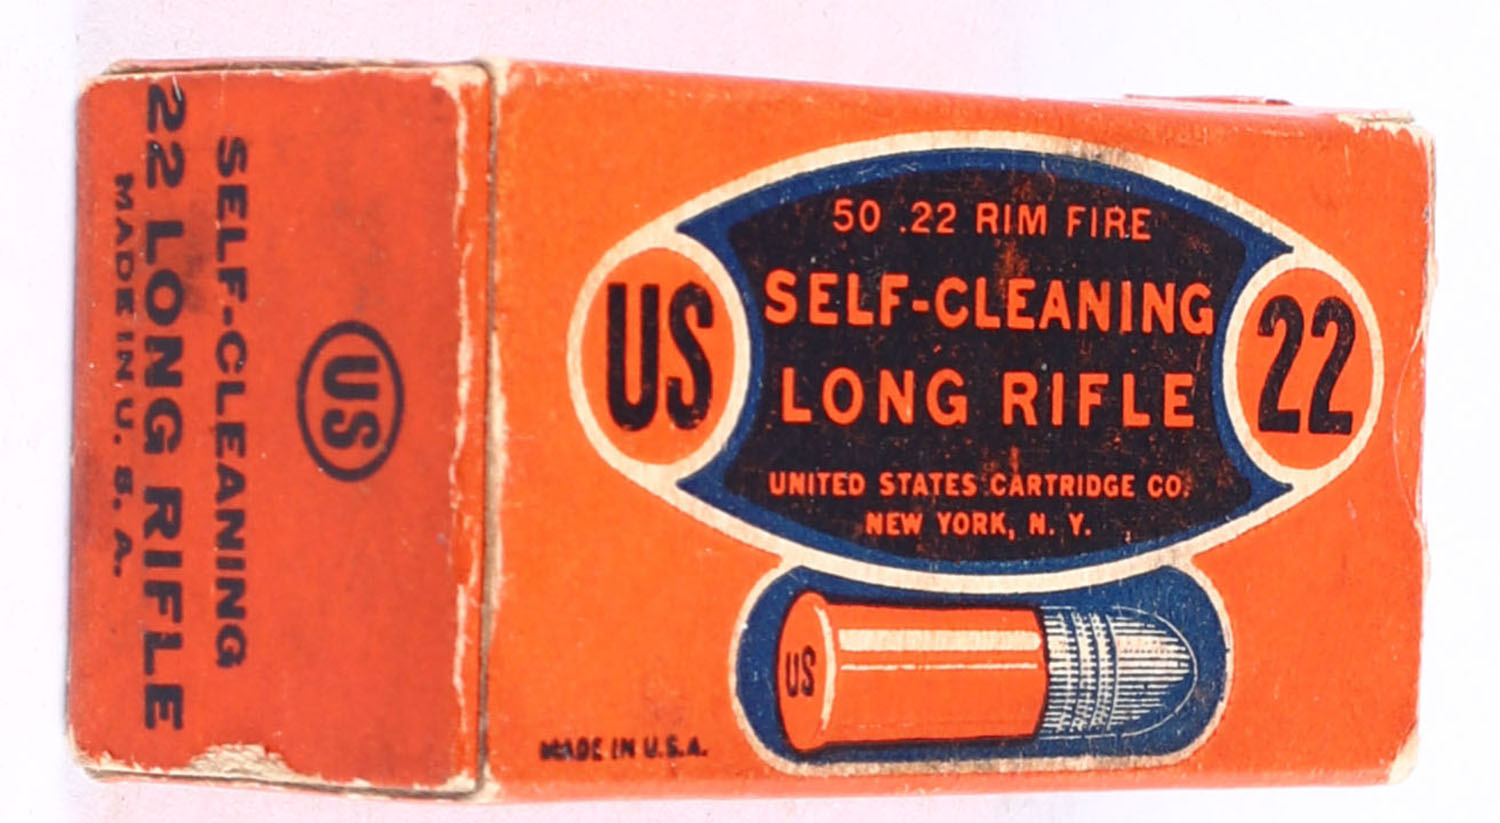 US
50 .22 RIM FIRE
SELF-CLEANING
LONG RIFLE
UNITED STATES CARTRIDGE CO.
NEW YORK, N. Y.
22
US
MADE IN U.S.A.
US
SELF-CLEANING
22 LONG RIFLE
MADE IN U. S. A.